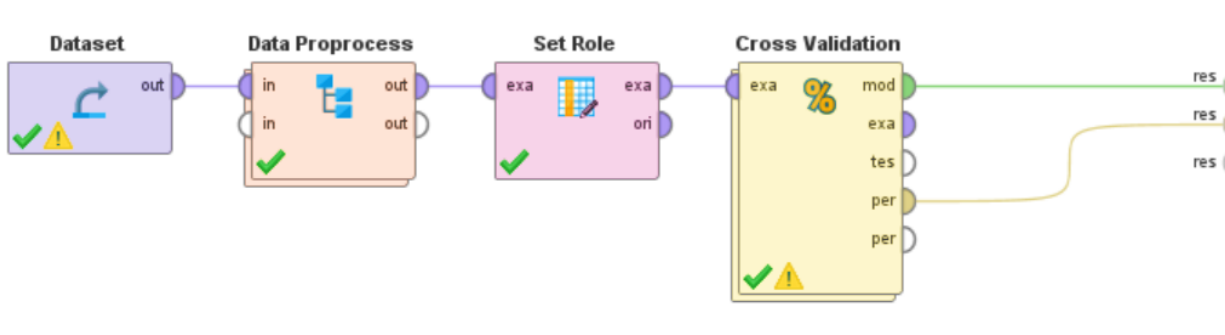 Dataset
Data Proprocess
Set Role
Cross Validation
out
in
out
in
out
exa
exa
ori
exa
%
mod
exa
tes
per
per
res
res
res